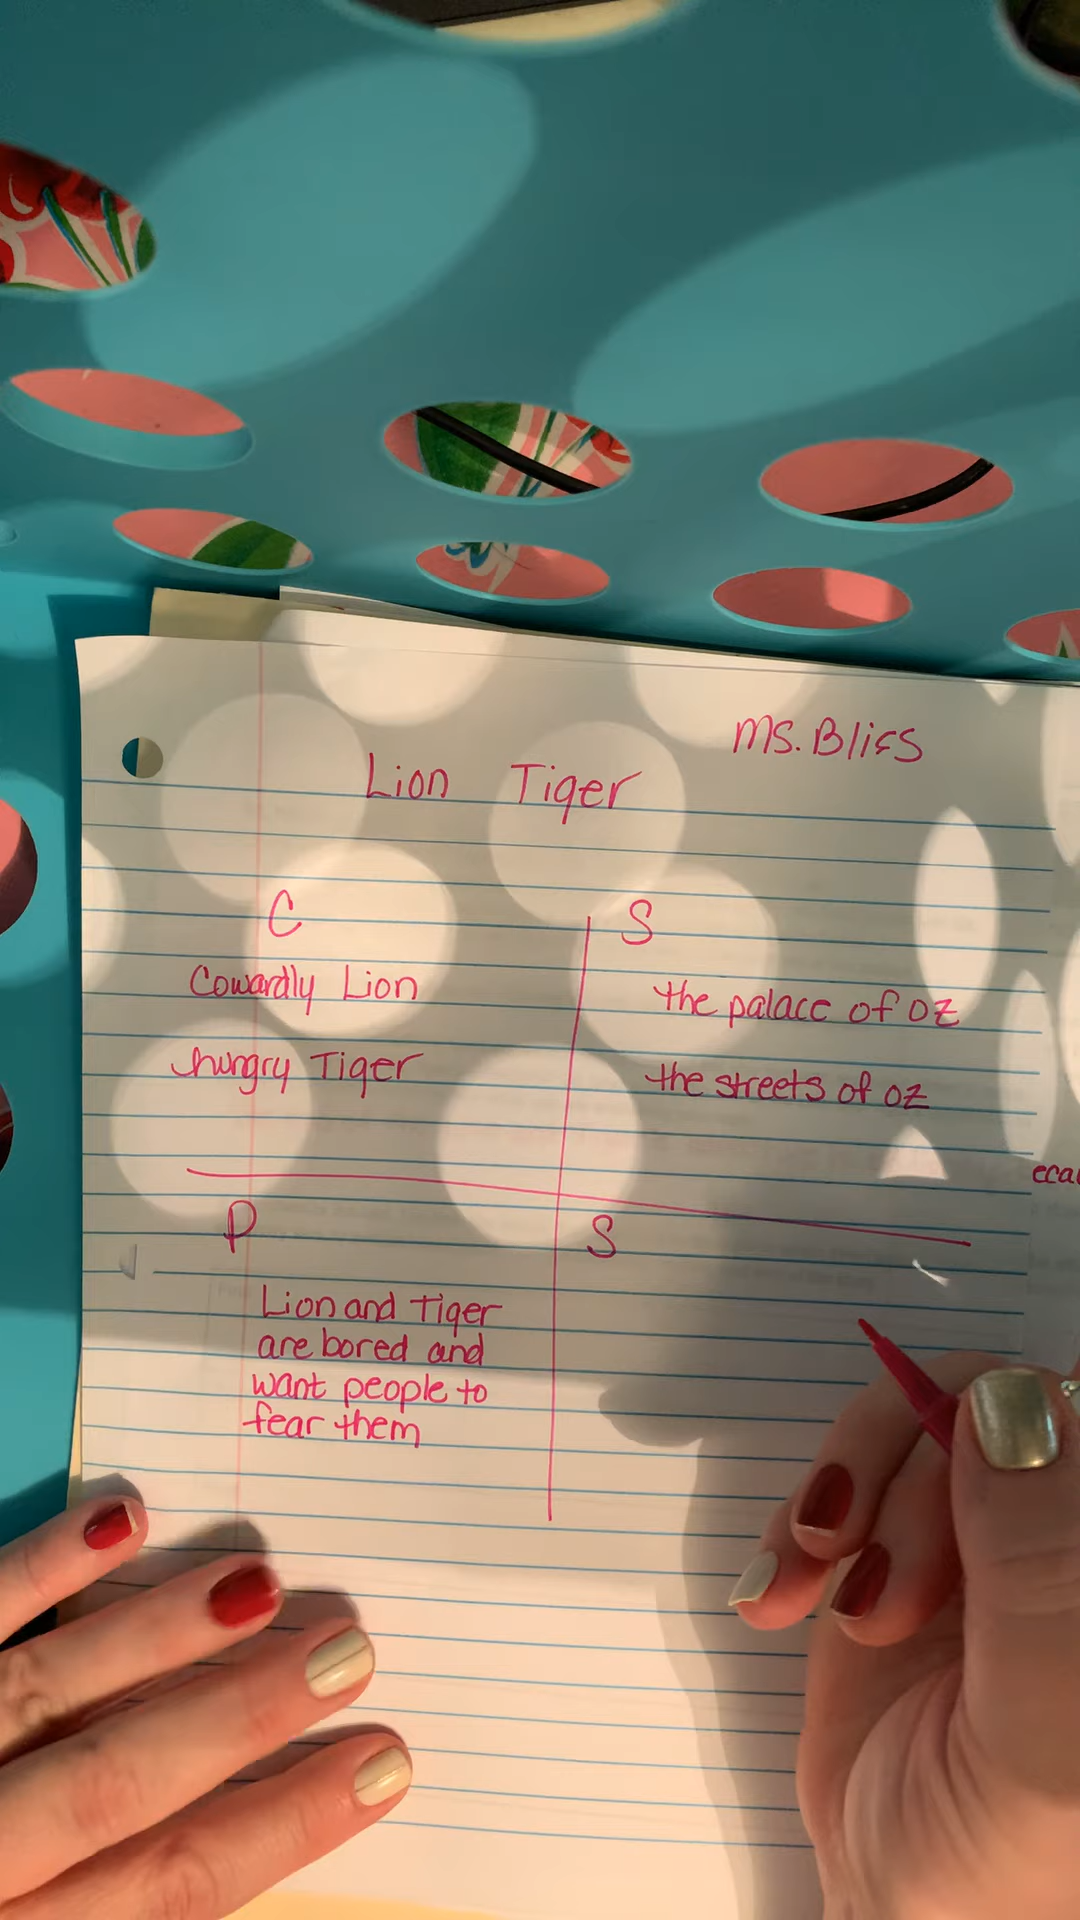 Ms. Bliss
Lion Tiger
C
Cowardly Lion
hungry Tiger
S
the palace of oz
the streets of oz
P
Lion and Tiger
are bored and
want people to
fear them
S